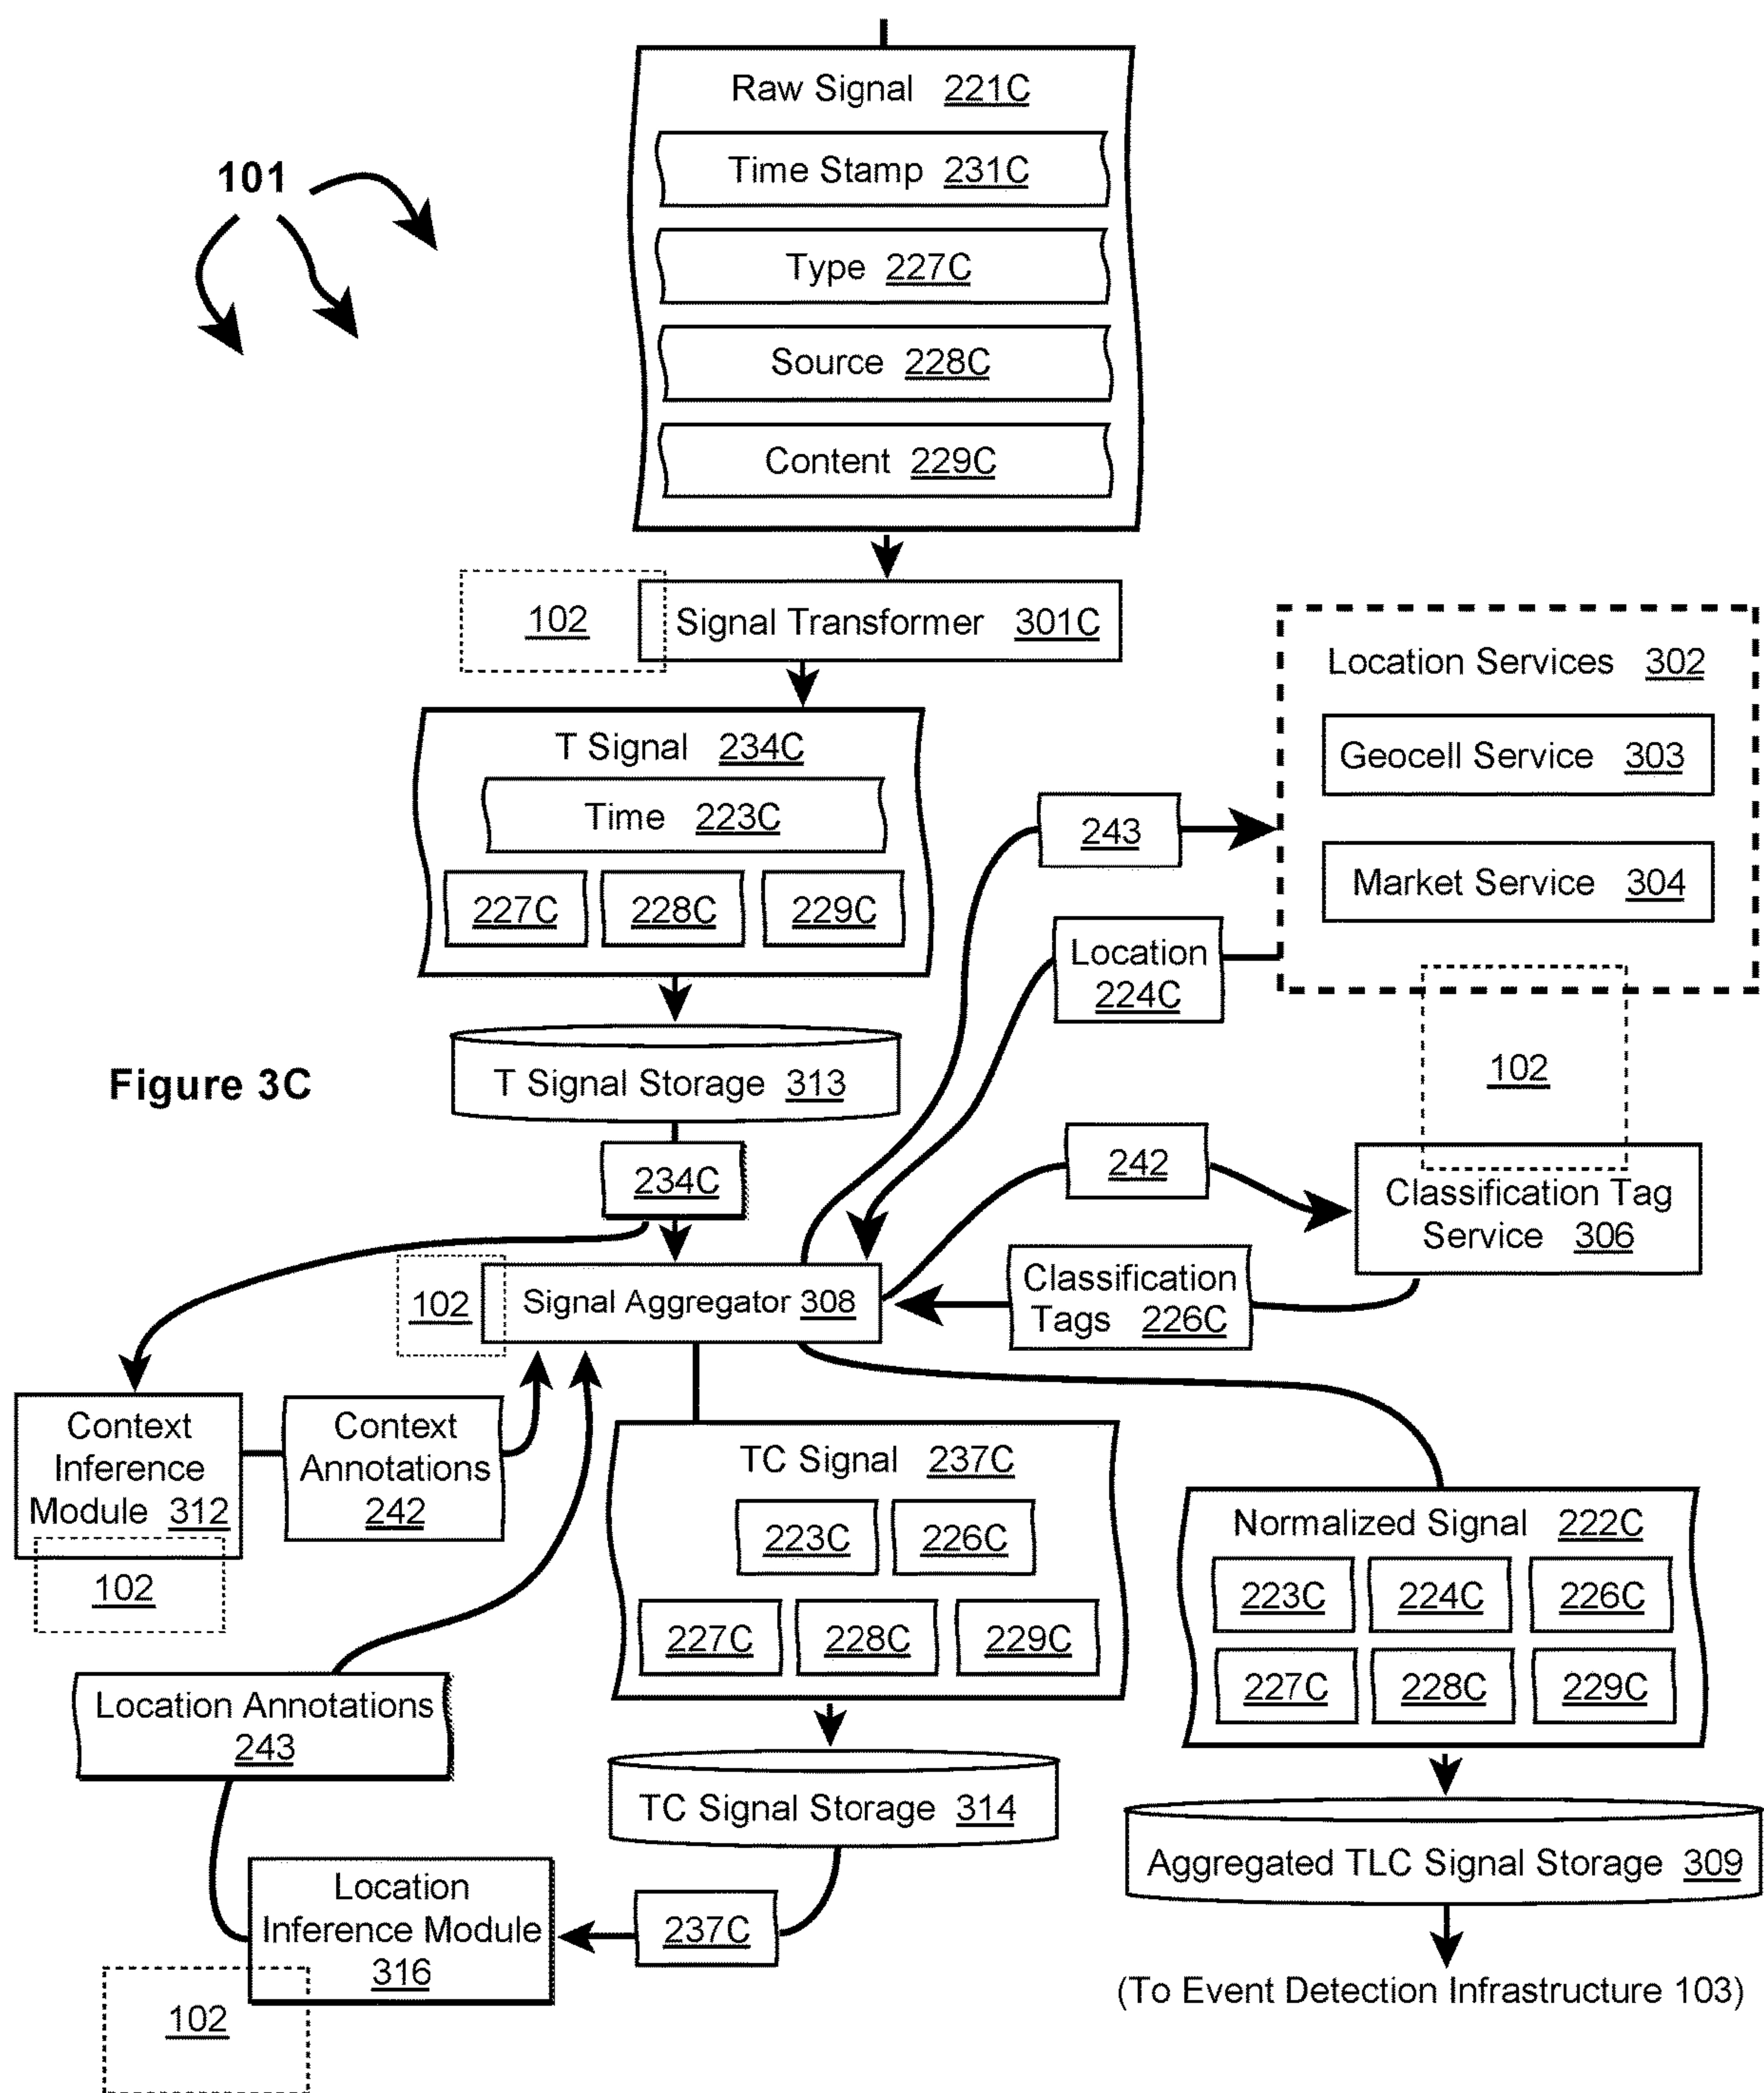 Raw Signal 221C
101
Time Stamp 231C
Type 227C
Source 228C
Content 229C
102
Signal Transformer 301C
Location Services 302
Geocell Service 303
Market Service 304
T Signal 234C
Time 223C
227C 228C 229C
243
Location
224C
102
Figure 3C
T Signal Storage 313
234C
242
Classification Tag
Service 306
102
Signal Aggregator 308
Classification
Tags 226C
Context
Inference
Module 312
102
Context
Annotations
242
TC Signal 237C
223C 226C
227C 228C 229C
Normalized Signal 222C
223C 224C 226C
227C 228C 229C
Location Annotations
243
TC Signal Storage 314
Aggregated TLC Signal Storage 309
Location
Inference Module
316
237C
102
(To Event Detection Infrastructure 103)